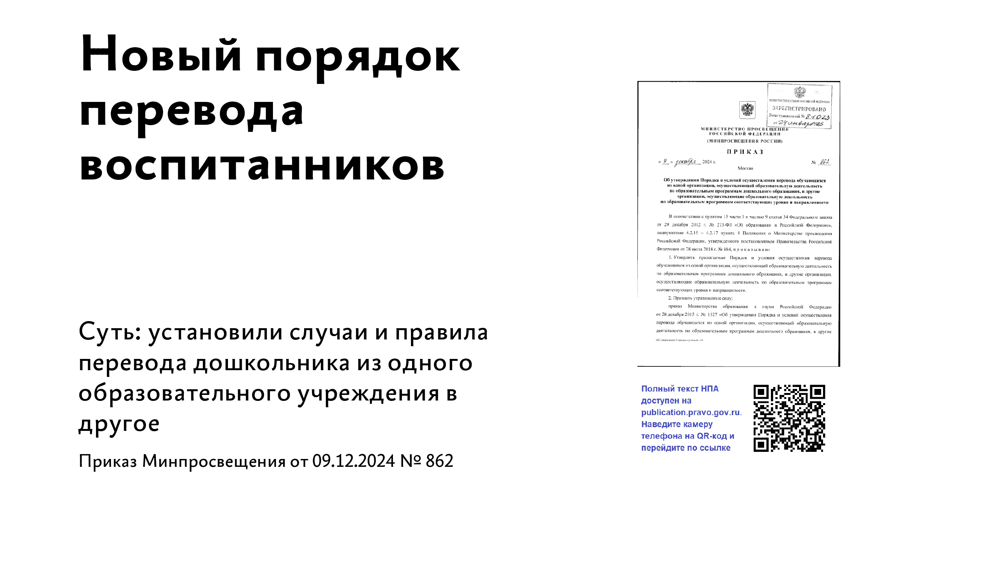 Новый порядок
перевода
воспитанников
Суть: установили случаи и правила
перевода дошкольника из одного
образовательного учреждения в
другое
Приказ Минпросвещения от 09.12.2024 № 862
ЗАРЕГИСТРИРОВАНО
Регистрационный № 81023
от "24 января 2025
МИНИСТЕРСТВО ПРОСВЕЩЕНИЯ
РОССИЙСКОЙ ФЕДЕРАЦИИ
(МИНПРОСВЕЩЕНИЯ РОССИИ)
ПРИКАЗ
« 9 » декабря 2024 г.
№ 862
Москва
Об утверждении Порядка и условий осуществления перевода обучающихся
из одной организации, осуществляющей образовательную деятельность
по образовательным программам дошкольного образования, в другие
организации, осуществляющие образовательную деятельность
по образовательным программам соответствующих уровня и направленности
В соответствии с пунктом 15 части 1 и частью 9 статьи 34 Федерального закона
от 29 декабря 2012 г. № 273-ФЗ «Об образовании в Российской Федерации»,
подпунктами 4.2.15 – 4.2.17 пункта 4 Положения о Министерстве просвещения
Российской Федерации, утвержденного постановлением Правительства Российской
Федерации от 28 июля 2018 г. № 884, п р и к а з ы в а ю:
1. Утвердить прилагаемые Порядок и условия осуществления перевода
обучающихся из одной организации, осуществляющей образовательную деятельность
по образовательным программам дошкольного образования, в другие организации,
осуществляющие образовательную деятельность по образовательным программам
соответствующих уровня и направленности.
2. Признать утратившими силу:
приказ Министерства образования и науки Российской Федерации
от 28 декабря 2015 г. № 1527 «Об утверждении Порядка и условий осуществления
перевода обучающихся из одной организации, осуществляющей образовательную
деятельность по образовательным программам дошкольного образования, в другие
Полный текст НПА
доступен на
publication.pravo.gov.ru.
Наведите камеру
телефона на QR-код и
перейдите по ссылке